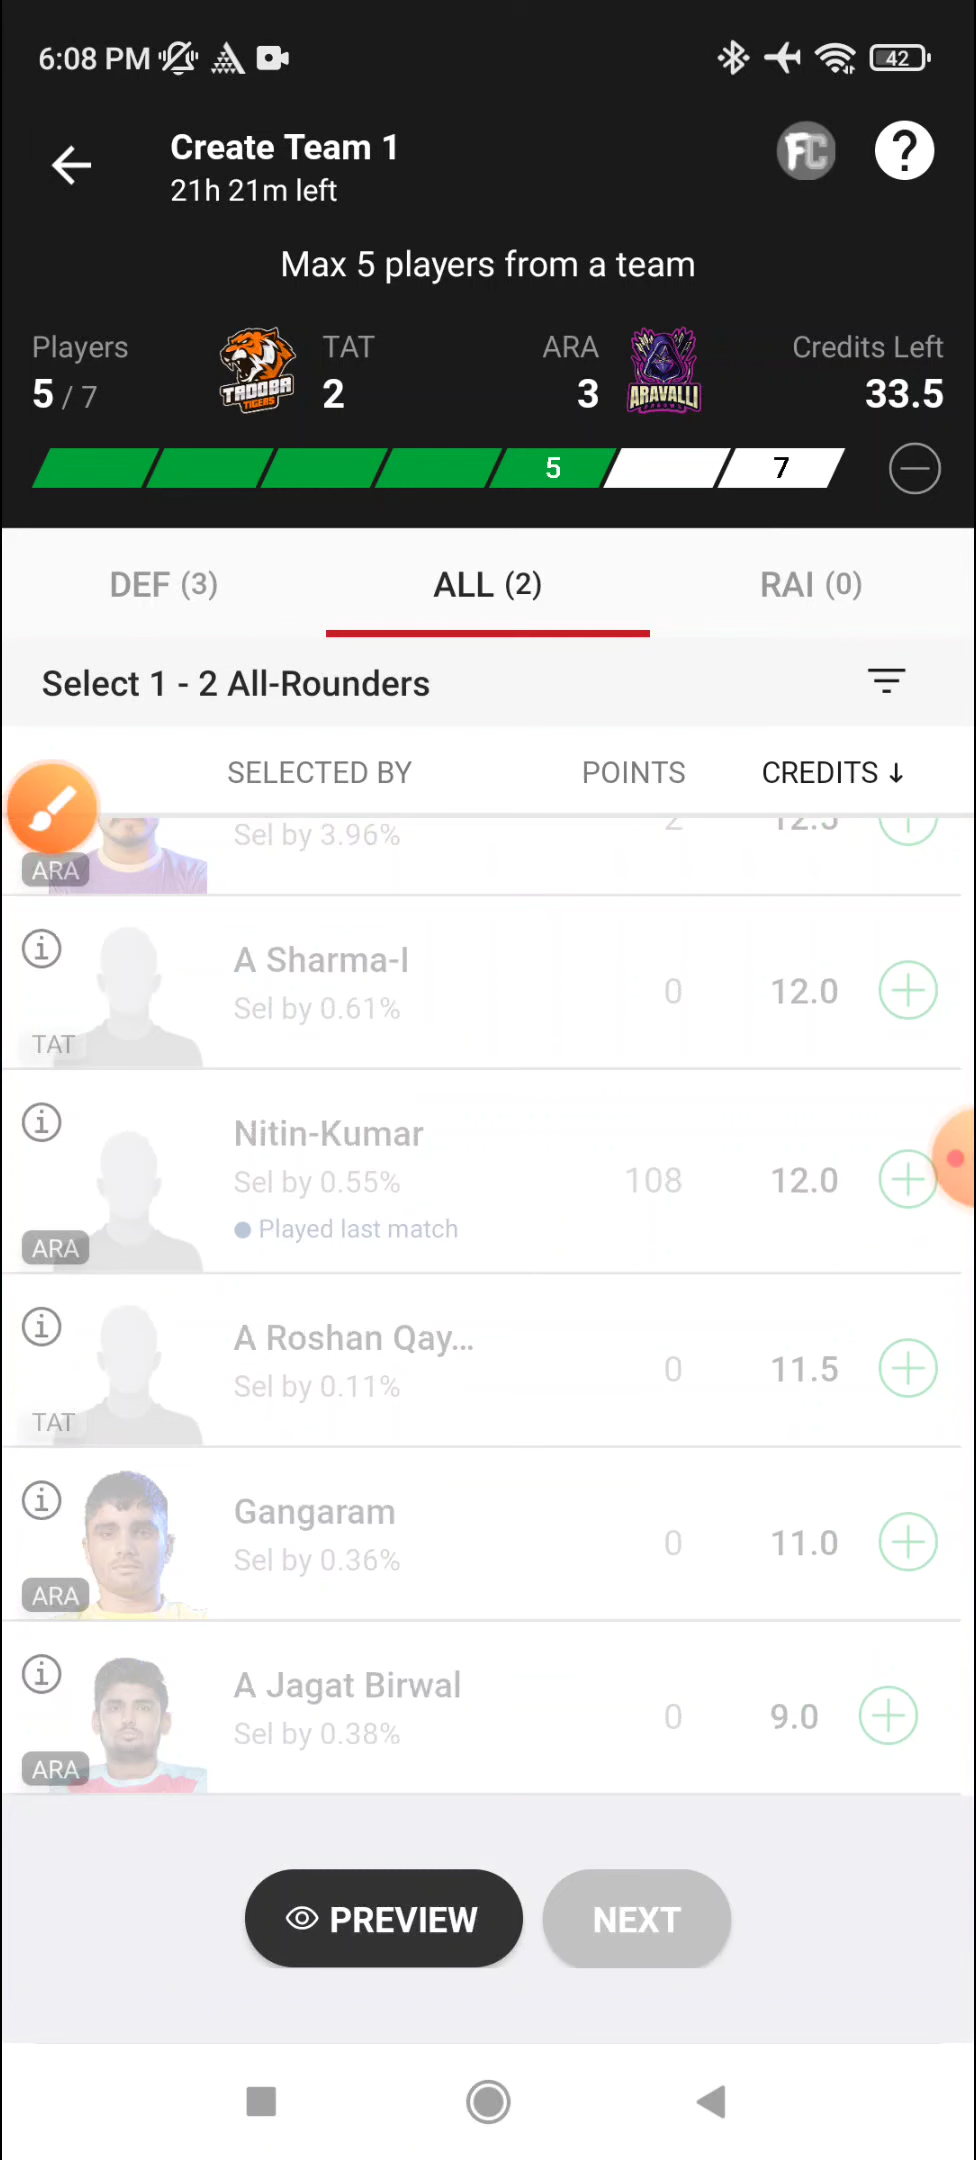 6:08 PM
42
Create Team 1
FC
?
21h 21m left
Max 5 players from a team
Players
TAT
ARA
Credits Left
5 / 7
TADOBA
TIGERS
2
3
ARAVALLI
33.5
5
7
DEF (3)
ALL (2)
RAI (0)
Select 1 - 2 All-Rounders
SELECTED BY
POINTS
CREDITS ↓
Sel by 3.96%
2
12.5
ARA
A Sharma-I
Sel by 0.61%
0
12.0
TAT
Nitin-Kumar
Sel by 0.55%
108
12.0
Played last match
ARA
A Roshan Qay...
Sel by 0.11%
0
11.5
TAT
Gangaram
Sel by 0.36%
0
11.0
ARA
A Jagat Birwal
Sel by 0.38%
0
9.0
ARA
PREVIEW
NEXT